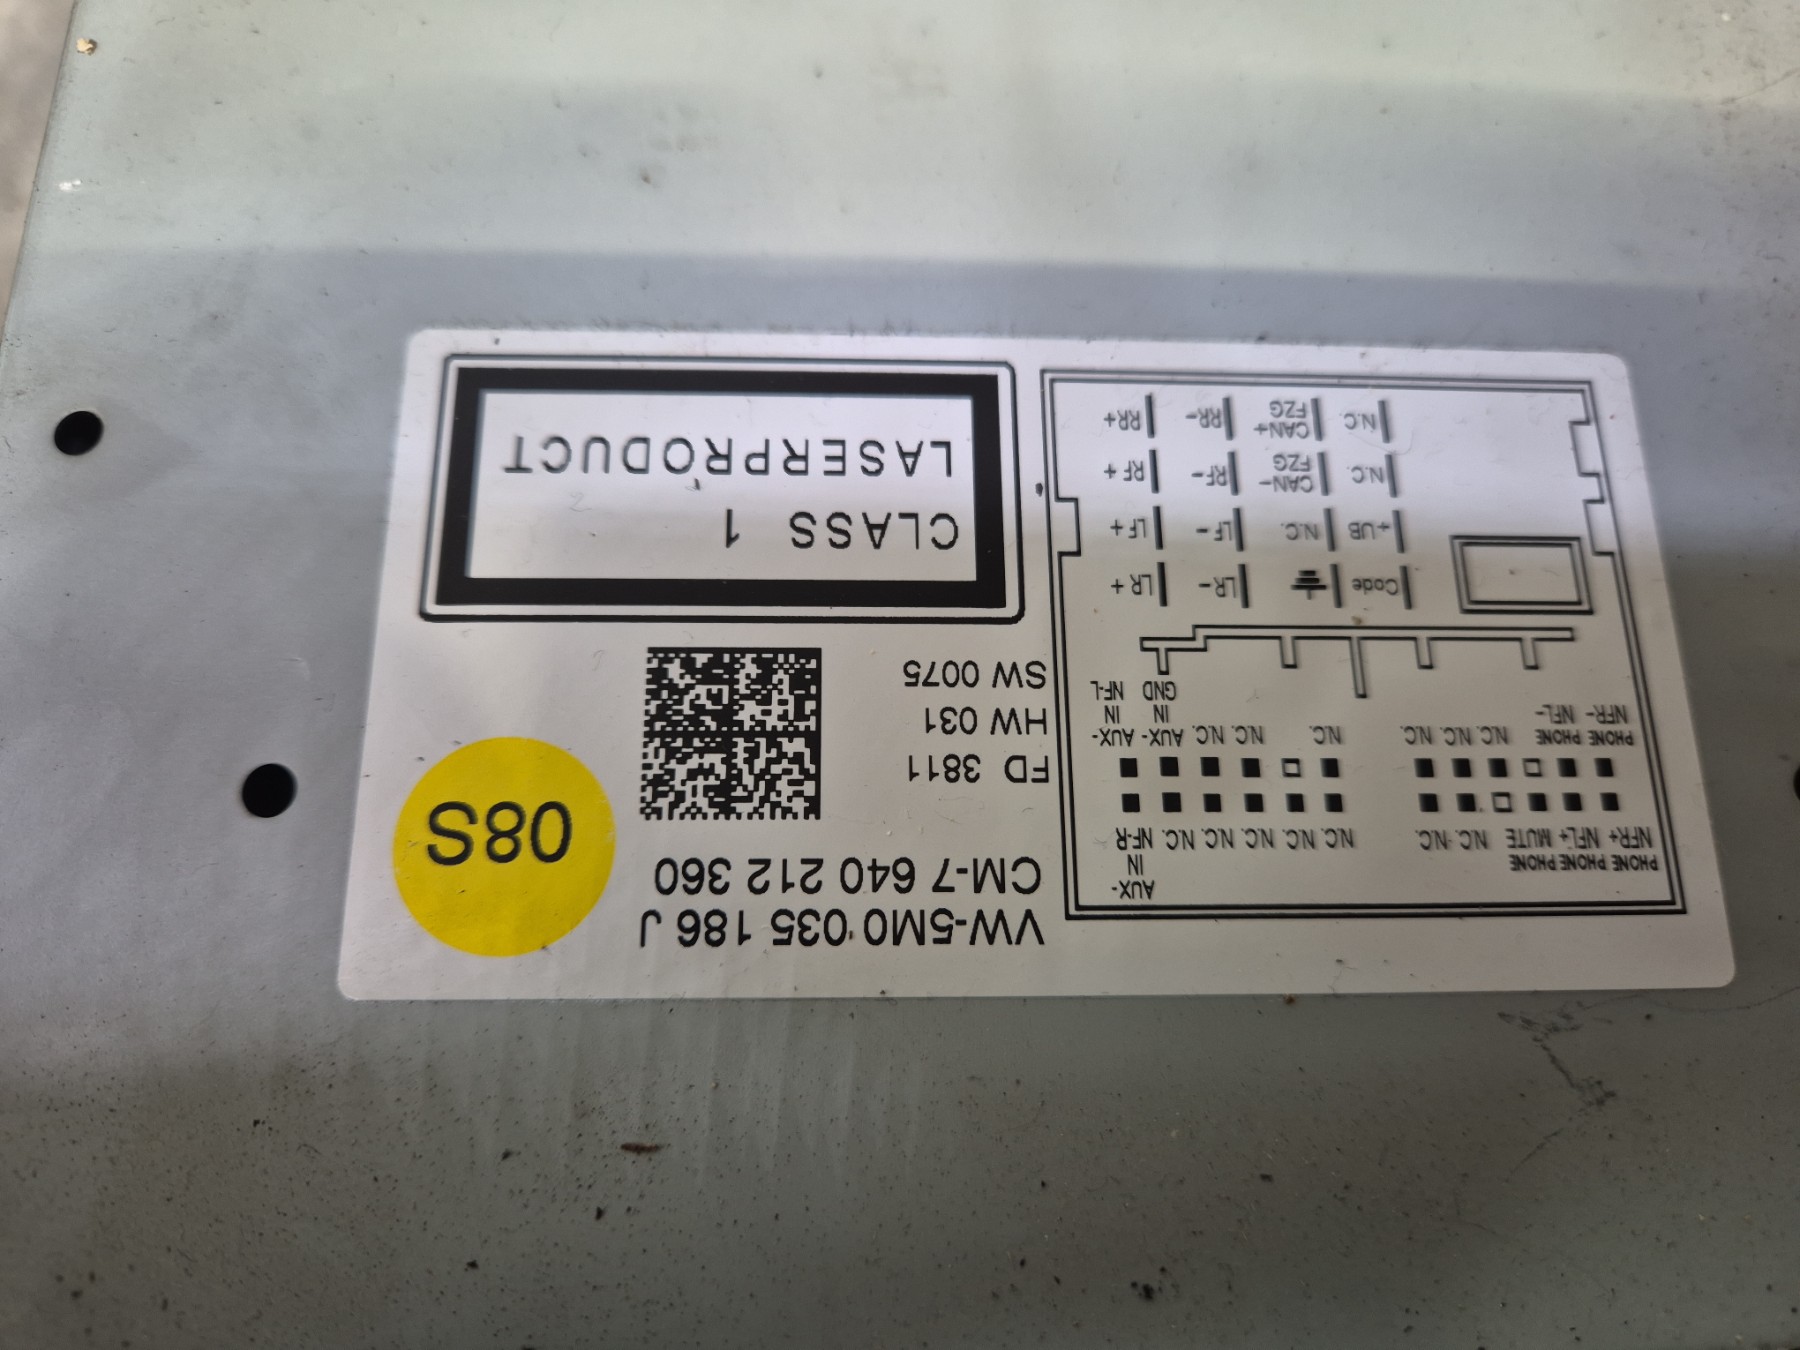 VW-5M0 035 186 J
CM-7 640 212 360
FD 3811
HW 031
SW 0075
08S
CLASS 1
LASERPRODUCT
AUX-
PHONE PHONE PHONE IN
NFR+ NFL+ MUTE N.C. N.C. N.C. N.C. N.C. N.C. N.C. NF-R
PHONE PHONE N.C. N.C. N.C. N.C. N.C. N.C. AUX- AUX-
NFR- NFL- IN IN
GND NF-L
Code LR- LR+
+UB N.C. LF- LF+
N.C. CAN- RF- RF+
FZG
N.C. CAN+ RR- RR+
FZG